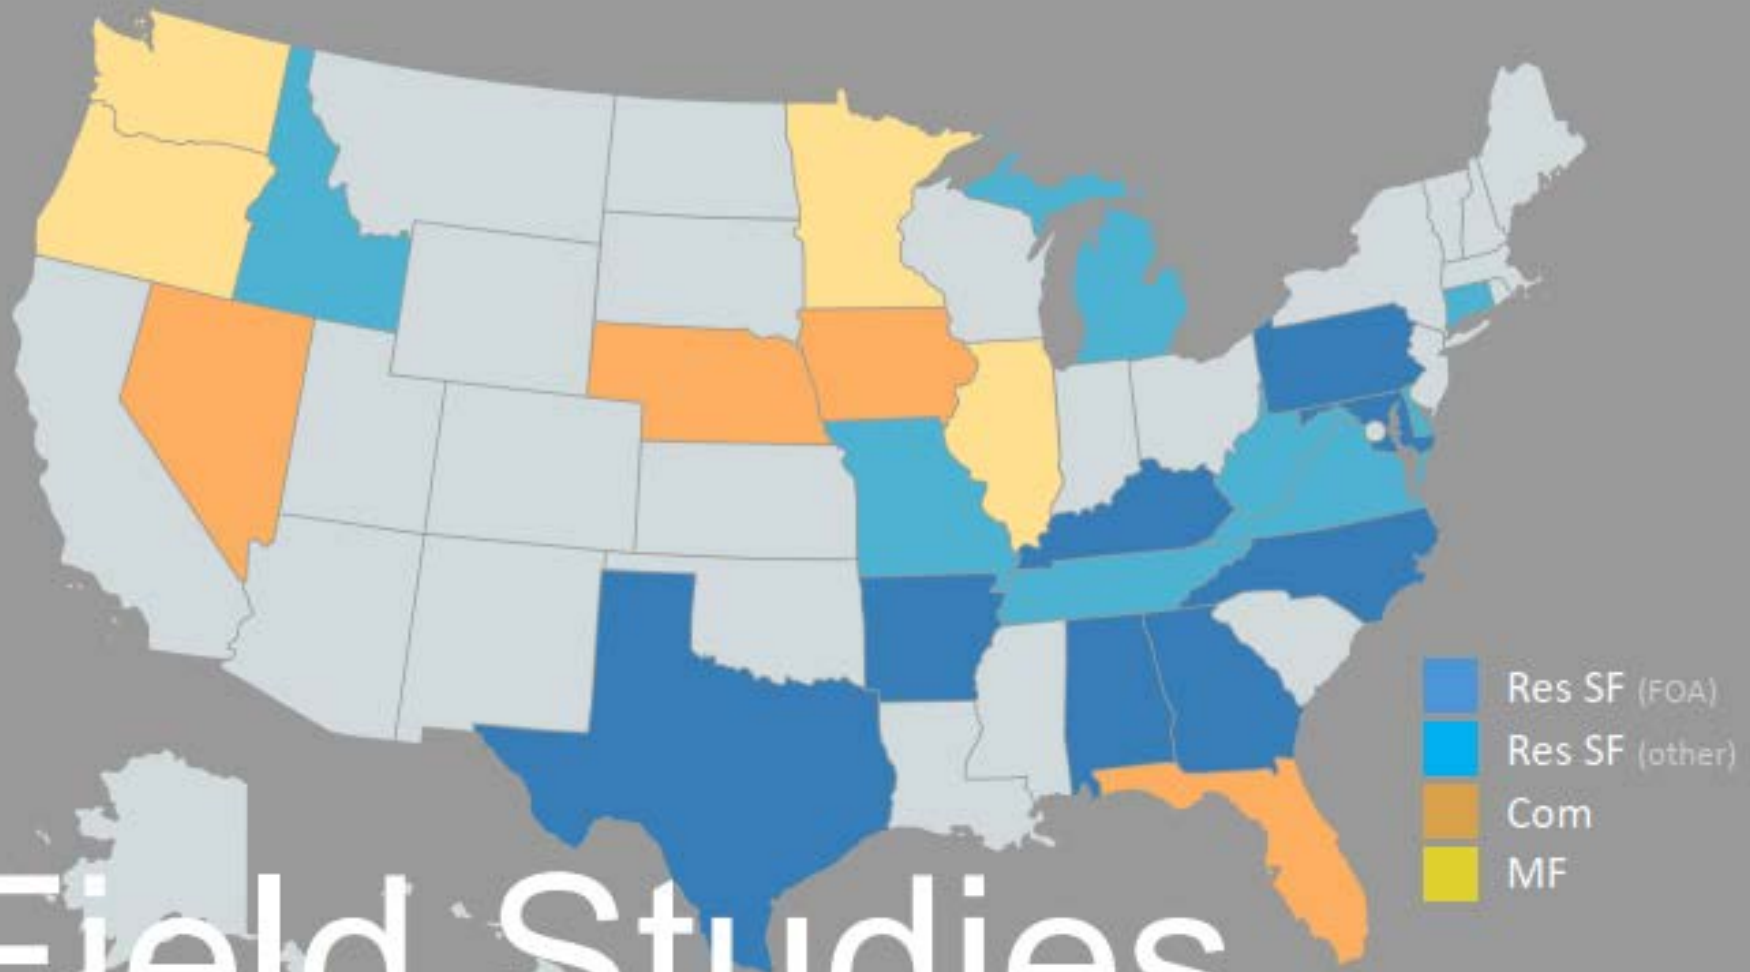 Res SF (FOA)
Res SF (other)
Com
MF
Field Studies